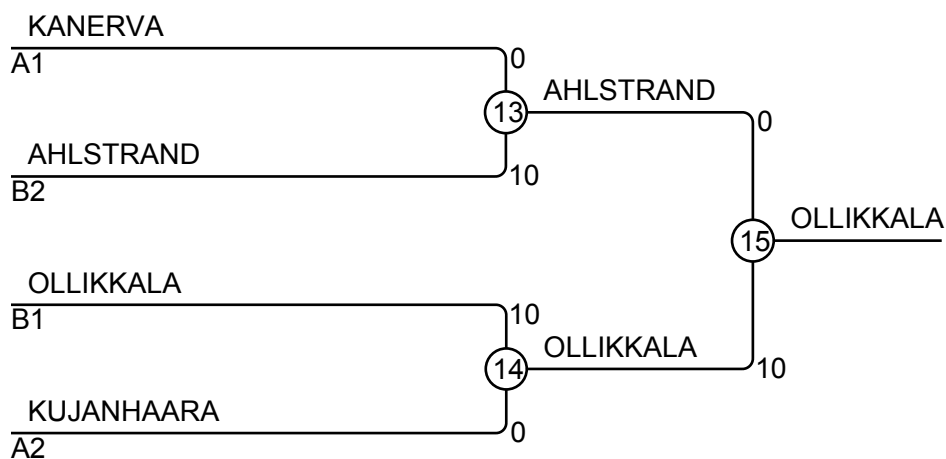 KANERVA
A1
0
13
AHLSTRAND
0
AHLSTRAND
B2
10
15
OLLIKKALA
OLLIKKALA
B1
10
14
OLLIKKALA
10
KUJANHAARA
A2
0